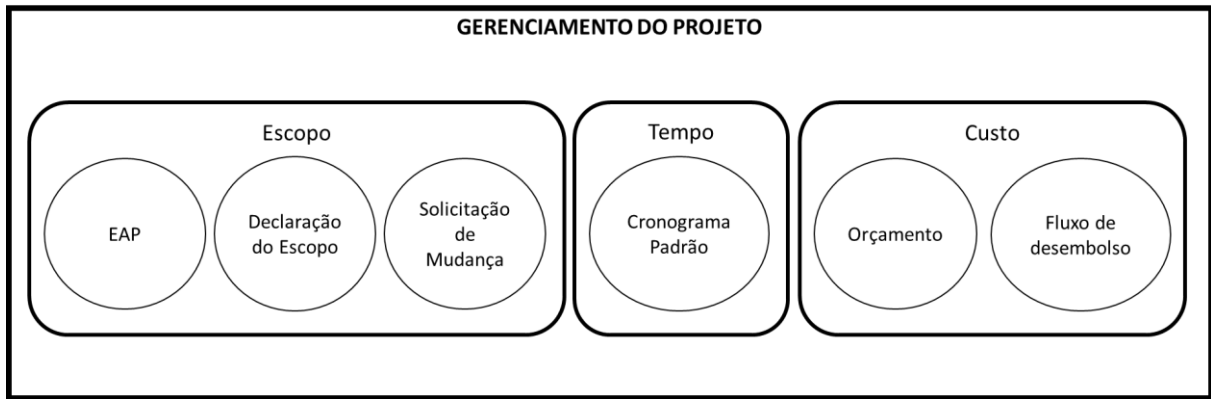 GERENCIAMENTO DO PROJETO
Escopo
EAP
Declaração
do Escopo
Solicitação
de
Mudança
Tempo
Cronograma
Padrão
Custo
Orçamento
Fluxo de
desembolso